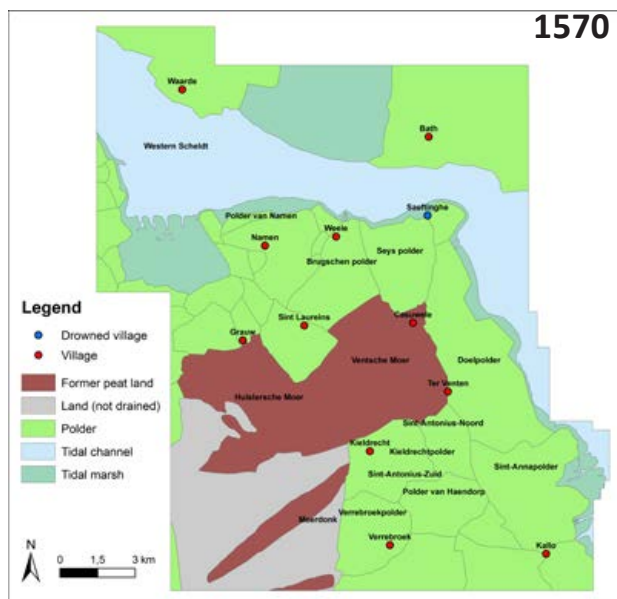 1570
Waarde
Bath
Western Scheldt
Saeftinghe
Polder van Namen
Weele
Namen
Seys polder
Brugschen polder
Legend
Drowned village
Village
Former peat land
Land (not drained)
Polder
Tidal channel
Tidal marsh
Sint Laureins
Casuwele
Grauw
Ventsche Moer
Doelpolder
Ter Venten
Hulstersche Moer
Sint-Antonius-Noord
Kieldrecht
Kieldrechtpolder
Sint-Annapolder
Sint-Antonius-Zuid
Polder van Haendorp
Meerdonk
Verrebroekpolder
Verrebroek
Kallo
N
0 1,5 3 km